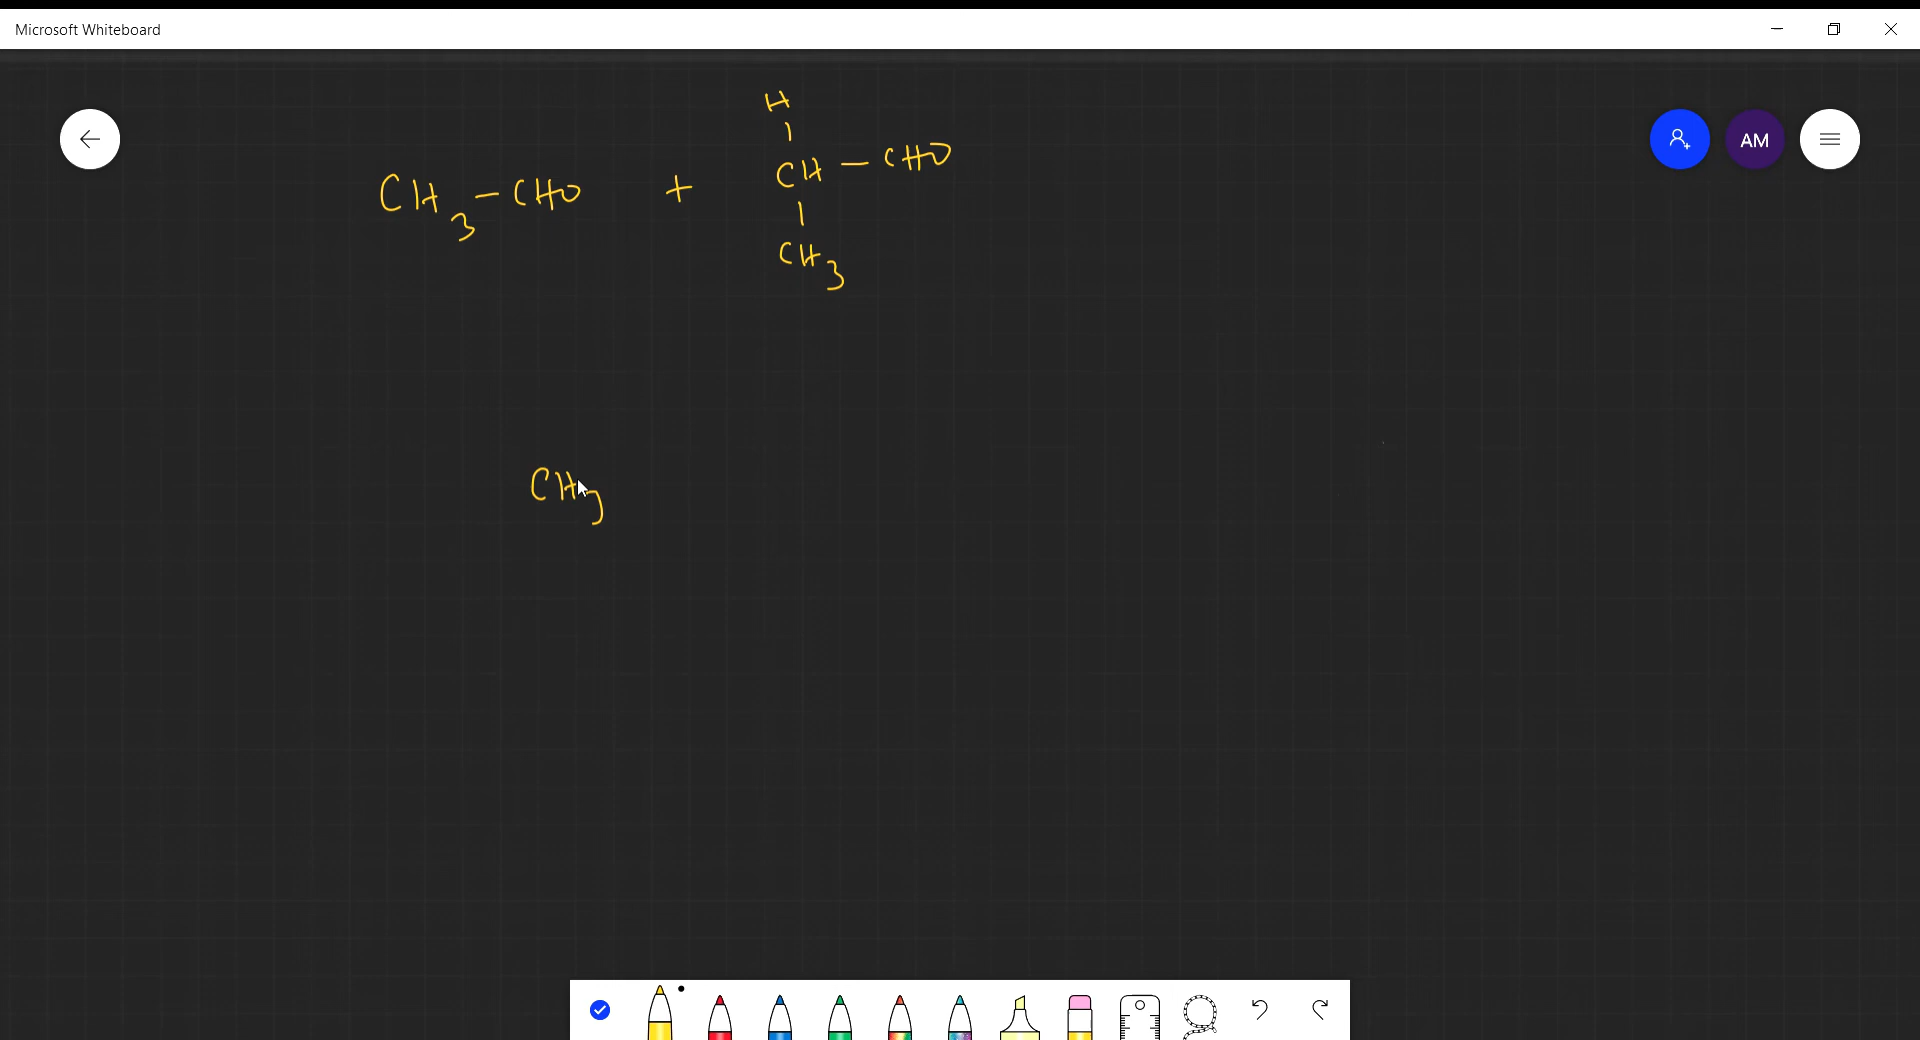 Microsoft Whiteboard
H
CH3 - CHO + CH - CHO
CH3
CH3
AM